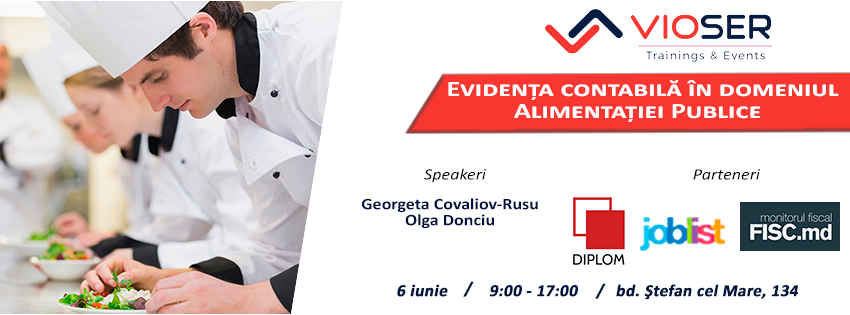 VIOSER
Trainings & Events
EVIDENȚA CONTABILĂ ÎN DOMENIUL
ALIMENTAȚIEI PUBLICE
Speakeri
Parteneri
Georgeta Covaliov-Rusu
Olga Donciu
DIPLOM
joblist
monitorul fiscal
FISC.md
6 iunie / 9:00 - 17:00 / bd. Ştefan cel Mare, 134